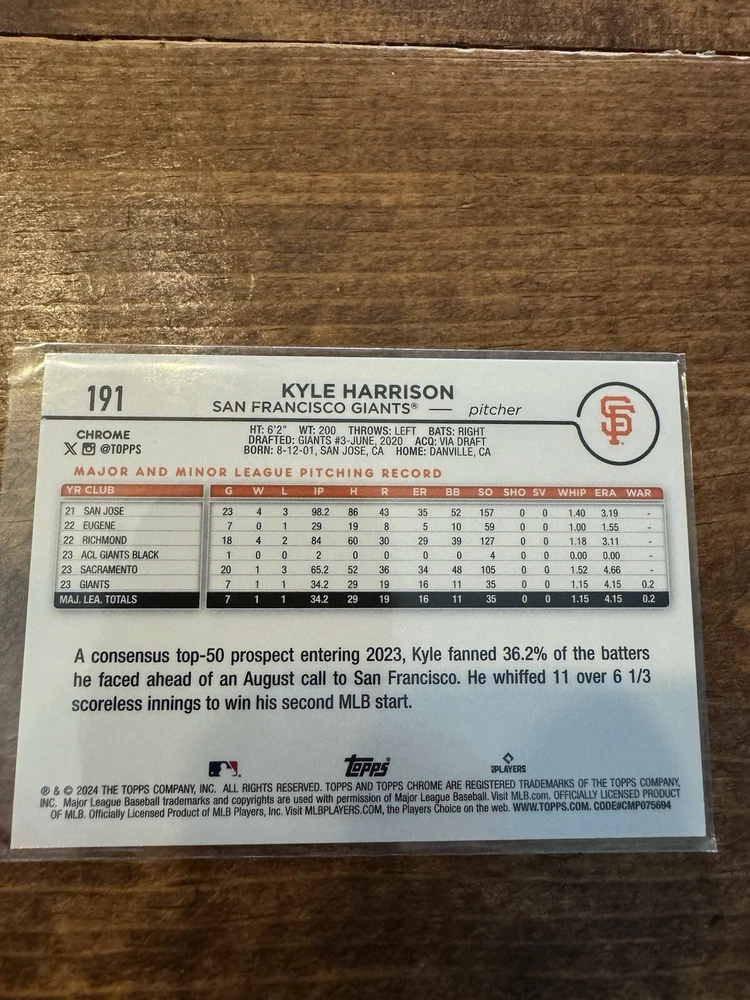 191
KYLE HARRISON
SAN FRANCISCO GIANTS® — pitcher
SF
CHROME
X @TOPPS
HT: 6'2" WT: 200 THROWS: LEFT BATS: RIGHT
DRAFTED: GIANTS #3-JUNE, 2020 ACQ: VIA DRAFT
BORN: 8-12-01, SAN JOSE, CA HOME: DANVILLE, CA
MAJOR AND MINOR LEAGUE PITCHING RECORD
YR CLUB G W L IP H R ER BB SO SHO SV WHIP ERA WAR
21 SAN JOSE 23 4 3 98.2 86 43 35 52 157 0 0 1.40 3.19 -
22 EUGENE 7 0 1 29 19 8 5 10 59 0 0 1.00 1.55 -
22 RICHMOND 18 4 2 84 60 30 29 39 127 0 0 1.18 3.11 -
23 ACL GIANTS BLACK 1 0 0 2 0 0 0 0 4 0 0 0.00 0.00 -
23 SACRAMENTO 20 1 3 65.2 52 36 34 48 105 0 0 1.52 4.66 -
23 GIANTS 7 1 1 34.2 29 19 16 11 35 0 0 1.15 4.15 0.2
MAJ. LEA. TOTALS 7 1 1 34.2 29 19 16 11 35 0 0 1.15 4.15 0.2
A consensus top-50 prospect entering 2023, Kyle fanned 36.2% of the batters
he faced ahead of an August call to San Francisco. He whiffed 11 over 6 1/3
scoreless innings to win his second MLB start.
topps
PLAYERS
® & © 2024 THE TOPPS COMPANY, INC. ALL RIGHTS RESERVED. TOPPS AND TOPPS CHROME ARE REGISTERED TRADEMARKS OF THE TOPPS COMPANY,
INC. Major League Baseball trademarks and copyrights are used with permission of Major League Baseball. Visit MLB.com. OFFICIALLY LICENSED PRODUCT
OF MLB. Officially Licensed Product of MLB Players, Inc. Visit MLBPLAYERS.COM, the Players Choice on the web. WWW.TOPPS.COM. CODE#CMP075694